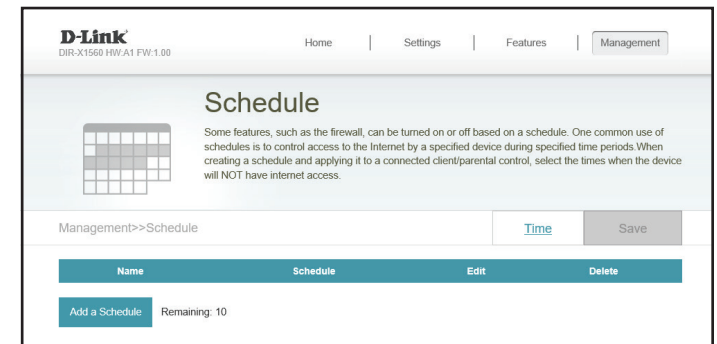 D-Link
DIR-X1560 HW:A1 FW:1.00
Home | Settings | Features | Management
Schedule
Some features, such as the firewall, can be turned on or off based on a schedule. One common use of
schedules is to control access to the Internet by a specified device during specified time periods.When
creating a schedule and applying it to a connected client/parental control, select the times when the device
will NOT have internet access.
Management>>Schedule
Time
Save
Name Schedule Edit Delete
Add a Schedule Remaining: 10